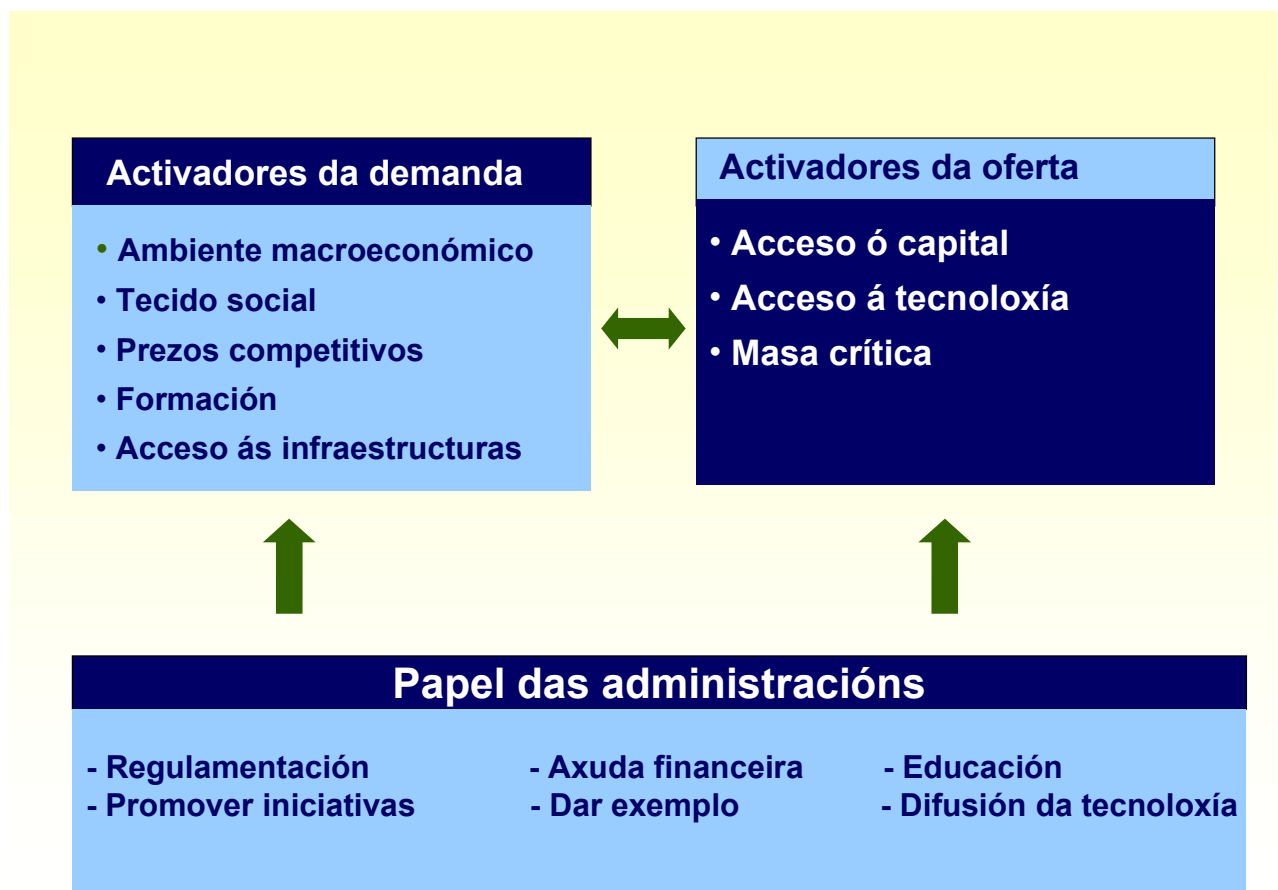 Activadores da demanda
• Ambiente macroeconómico
• Tecido social
• Prezos competitivos
• Formación
• Acceso ás infraestructuras
Activadores da oferta
• Acceso ó capital
• Acceso á tecnoloxía
• Masa crítica
Papel das administracións
- Regulamentación - Axuda financeira - Educación
- Promover iniciativas - Dar exemplo - Difusión da tecnoloxía